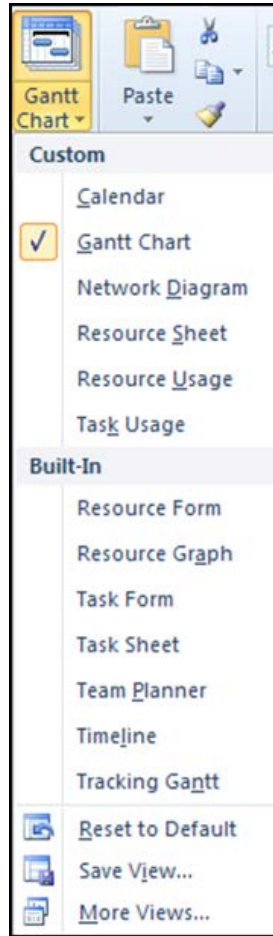 Gantt
Chart
Paste
Custom
Calendar
Gantt Chart
Network Diagram
Resource Sheet
Resource Usage
Task Usage
Built-In
Resource Form
Resource Graph
Task Form
Task Sheet
Team Planner
Timeline
Tracking Gantt
Reset to Default
Save View...
More Views...